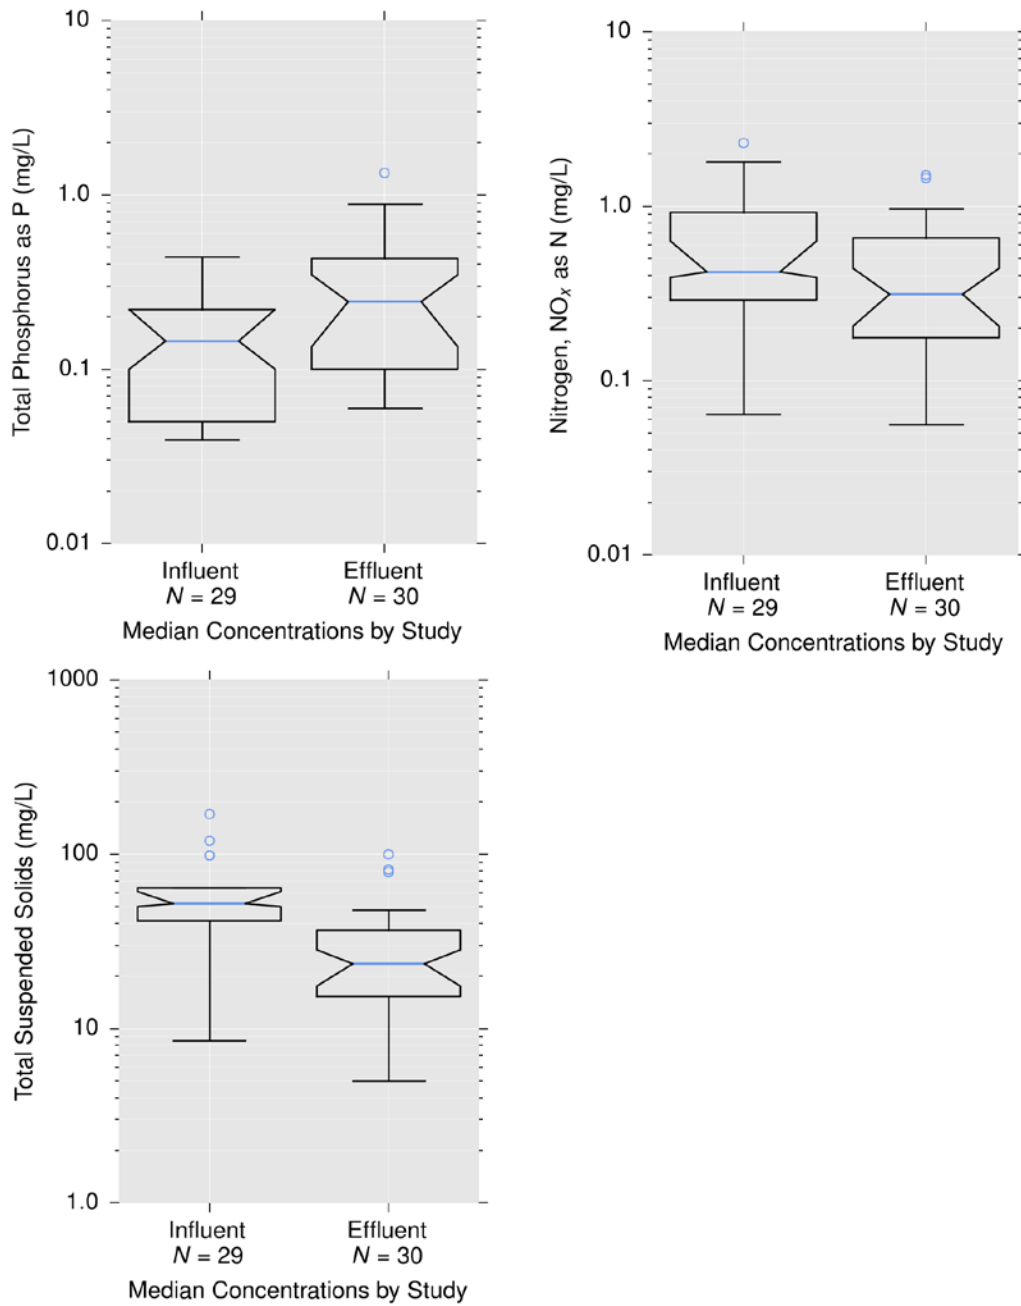 Total Phosphorus as P (mg/L)
10
1.0
0.1
0.01
Influent
N = 29
Effluent
N = 30
Median Concentrations by Study
Nitrogen, NOx as N (mg/L)
10
1.0
0.1
0.01
Influent
N = 29
Effluent
N = 30
Median Concentrations by Study
Total Suspended Solids (mg/L)
1000
100
10
1.0
Influent
N = 29
Effluent
N = 30
Median Concentrations by Study